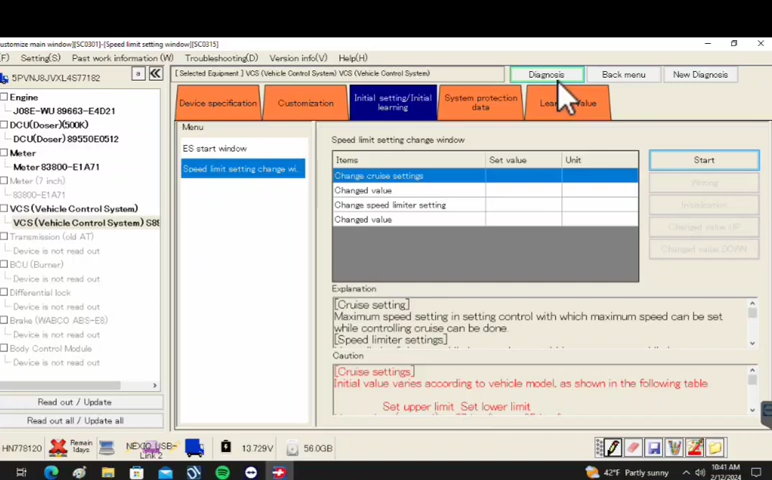 ustomize main window][SC0301]-[Speed limit setting window][SC0315]
(F) Setting(S) Past work information (W) Troubleshooting(D) Version info(V) Help(H)
5PVNJ8JVXL4S77182
[ Selected Equipment ] VCS (Vehicle Control System) VCS (Vehicle Control System)
Diagnosis
Back menu
New Diagnosis
Engine
J08E-WU 89663-E4D21
DCU(Doser)(500K)
DCU(Doser) 89550E0512
Meter
Meter 83800-E1A71
Meter (7 inch)
83800-E1A71
VCS (Vehicle Control System)
VCS (Vehicle Control System) S89
Transmission (old AT)
Device is not read out
BCU (Burner)
Device is not read out
Differential lock
Device is not read out
Brake (WABCO ABS-E8)
Device is not read out
Body Control Module
Device is not read out
Read out / Update
Read out all / Update all
Device specification
Customization
Initial setting/Initial
learning
System protection
data
Value
Menu
ES start window
Speed limit setting change wi...
Speed limit setting change window
Items Set value Unit
Change cruise settings
Changed value
Change speed limiter setting
Changed value
Start
Writing
Initialization
Changed value UP
Changed value DOWN
Explanation
[Cruise setting]
Maximum speed setting in setting control with which maximum speed can be set
while controlling cruise can be done.
[Speed limiter settings]
Caution
[Cruise settings]
Initial value varies according to vehicle model, as shown in the following table.
Set upper limit Set lower limit
HN778120
Remain
1days
NEXIQ USB-
Link 2
13.729V
56.0GB
42°F Partly sunny
10:41 AM
2/12/2024